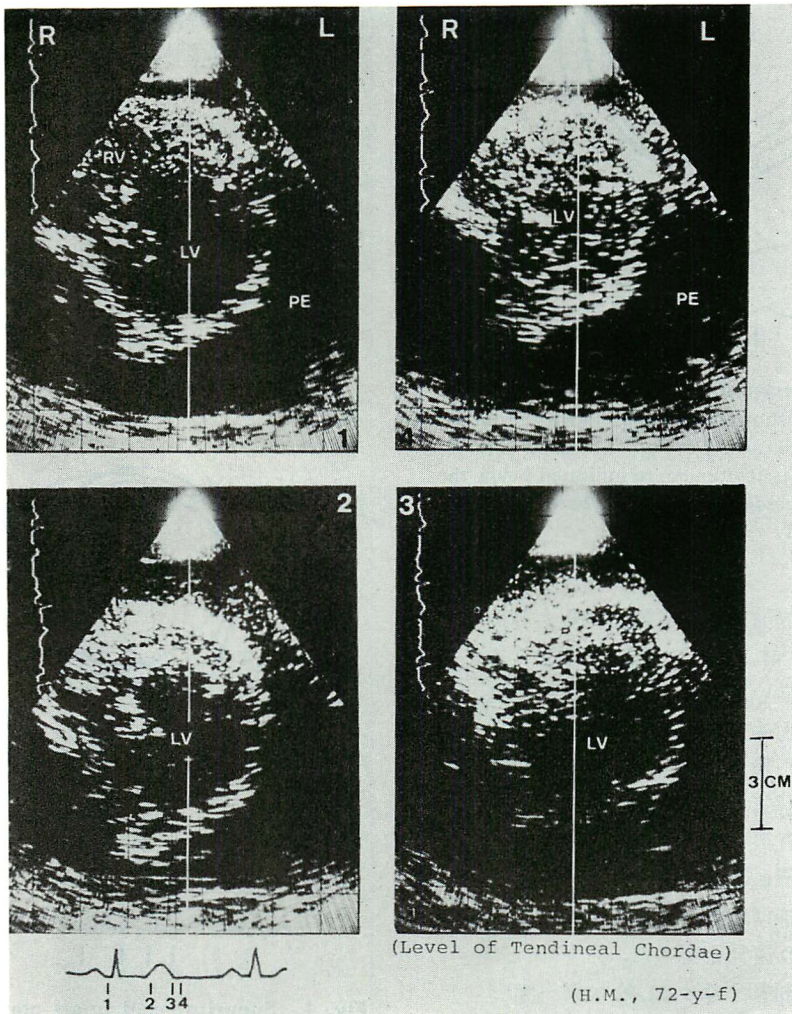 R L
RV
LV
PE
1
R L
LV
PE
4
2
LV
3
LV
3 CM
1 2 3 4
(Level of Tendineal Chordae)
(H.M., 72-y-f)